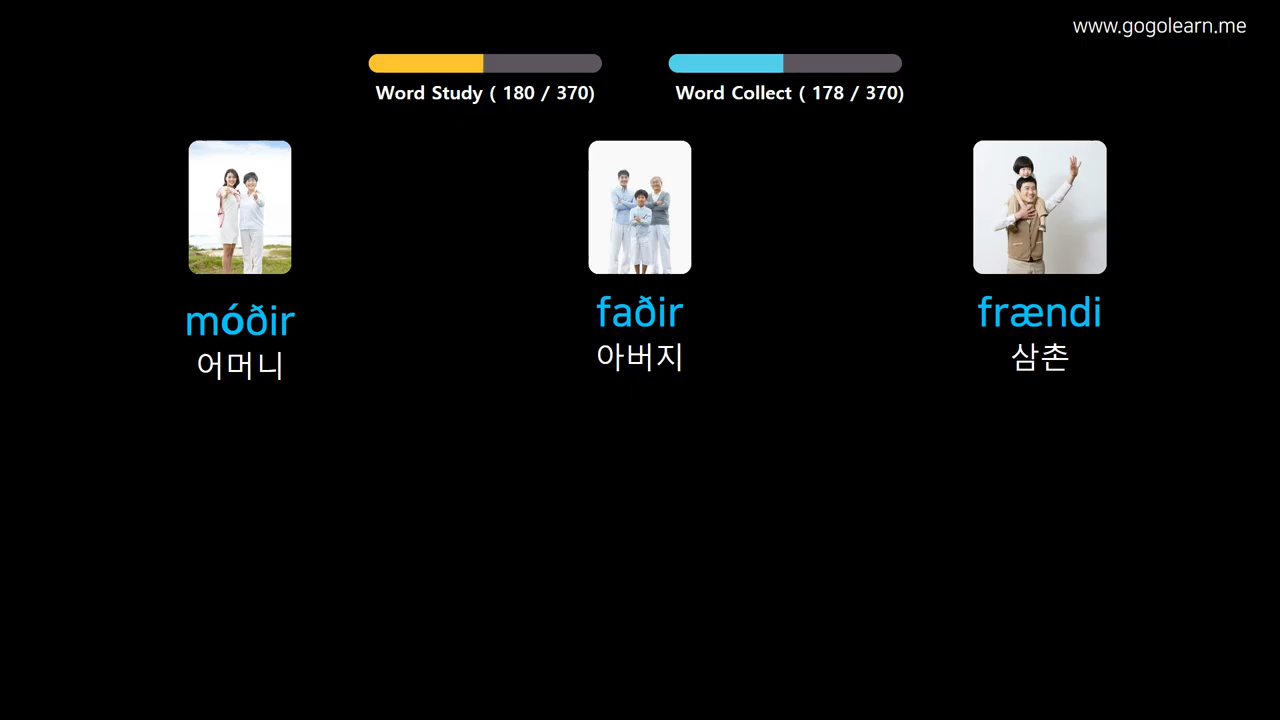 www.gogolearn.me
Word Study ( 180 / 370)
Word Collect ( 178 / 370)
móðir
어머니
faðir
아버지
frændi
삼촌